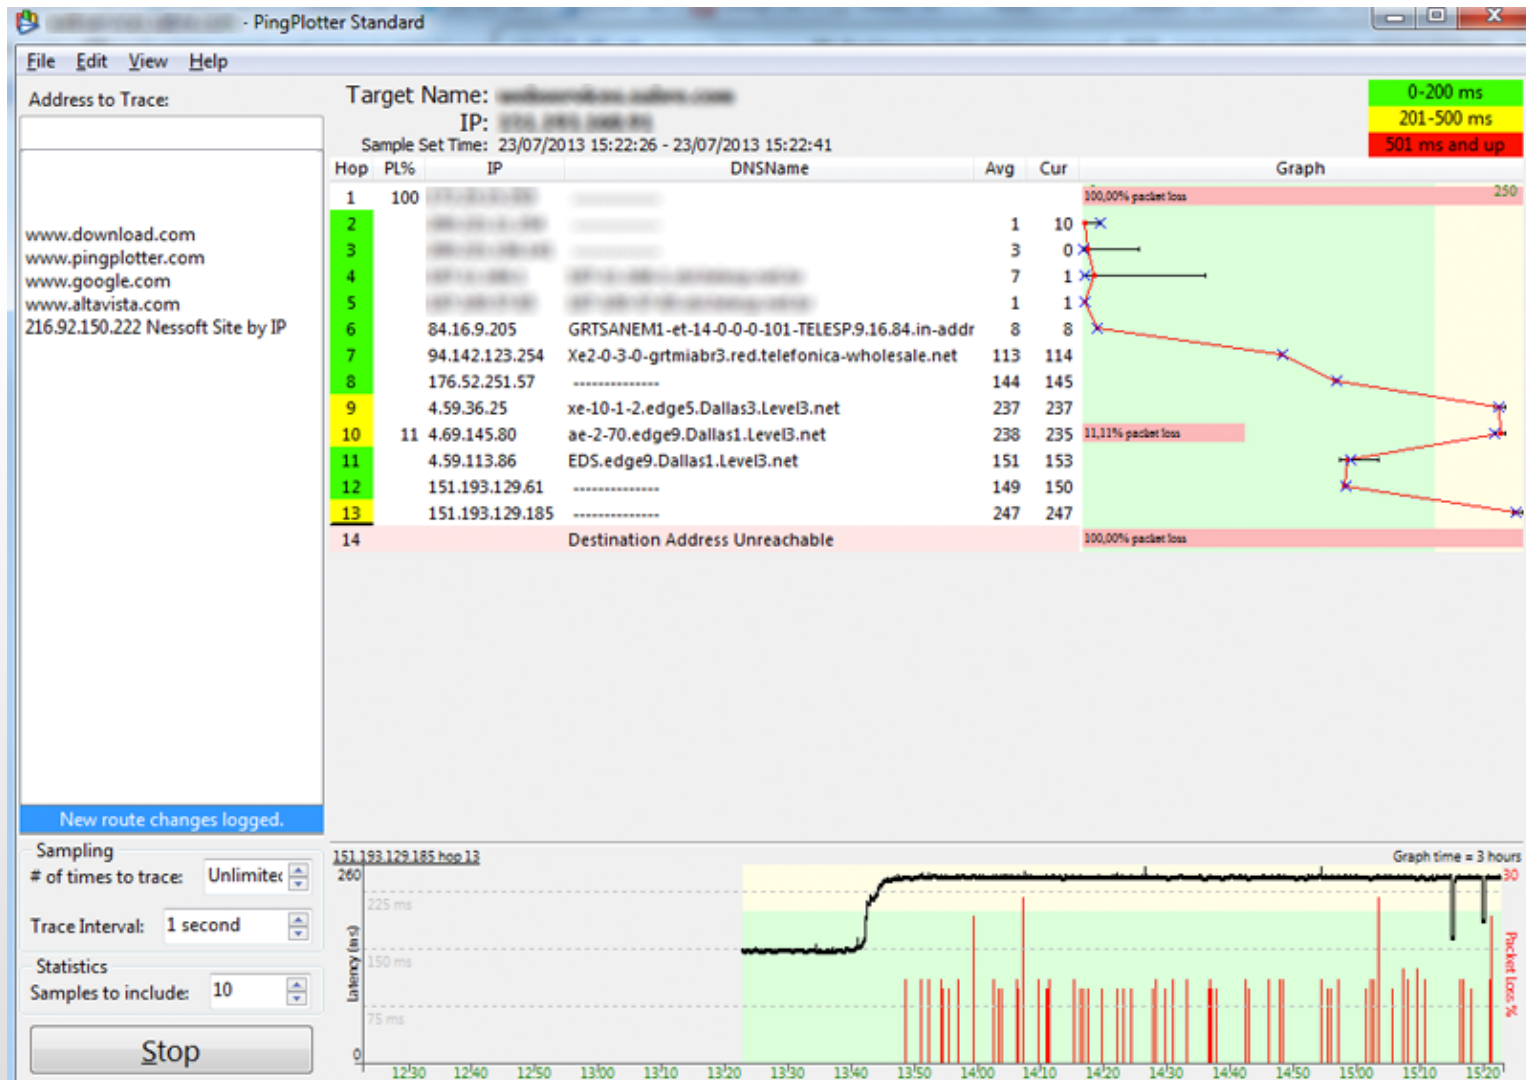 - PingPlotter Standard
File Edit View Help
Address to Trace:
www.download.com
www.pingplotter.com
www.google.com
www.altavista.com
216.92.150.222 Nessoft Site by IP
New route changes logged.
Sampling
# of times to trace: Unlimited
Trace Interval: 1 second
Statistics
Samples to include: 10
Stop
Target Name:
IP:
Sample Set Time: 23/07/2013 15:22:26 - 23/07/2013 15:22:41
0-200 ms
201-500 ms
501 ms and up
Hop PL% IP DNSName Avg Cur Graph
1 100 100,00% packet loss 250
2 1 10
3 3 0
4 7 1
5 1 1
6 84.16.9.205 GRTSANEM1-et-14-0-0-0-101-TELESP.9.16.84.in-addr 8 8
7 94.142.123.254 Xe2-0-3-0-grtmiabr3.red.telefonica-wholesale.net 113 114
8 176.52.251.57 -------------- 144 145
9 4.59.36.25 xe-10-1-2.edge5.Dallas3.Level3.net 237 237
10 11 4.69.145.80 ae-2-70.edge9.Dallas1.Level3.net 238 235 11,11% packet loss
11 4.59.113.86 EDS.edge9.Dallas1.Level3.net 151 153
12 151.193.129.61 -------------- 149 150
13 151.193.129.185 -------------- 247 247
14 Destination Address Unreachable 100,00% packet loss
151.193.129.185 hop 13 Graph time = 3 hours
260 30
225 ms
150 ms
75 ms
0
Latency (ms)
Packet Loss %
12:30 12:40 12:50 13:00 13:10 13:20 13:30 13:40 13:50 14:00 14:10 14:20 14:30 14:40 14:50 15:00 15:10 15:20